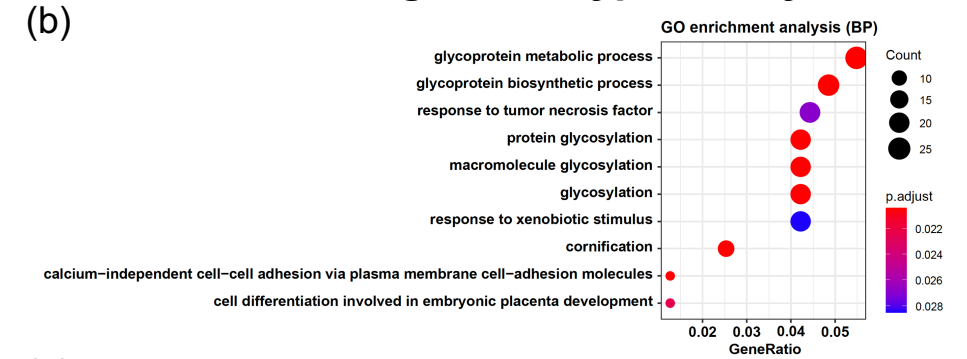 (b)
GO enrichment analysis (BP)
glycoprotein metabolic process
glycoprotein biosynthetic process
response to tumor necrosis factor
protein glycosylation
macromolecule glycosylation
glycosylation
response to xenobiotic stimulus
cornification
calcium−independent cell−cell adhesion via plasma membrane cell−adhesion molecules
cell differentiation involved in embryonic placenta development
0.02 0.03 0.04 0.05
GeneRatio
Count
10
15
20
25
p.adjust
0.022
0.024
0.026
0.028